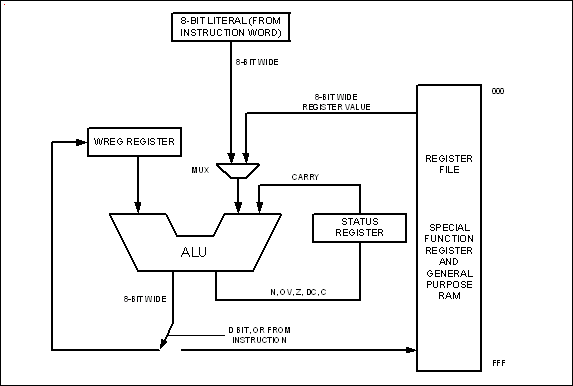 8-BIT LITERAL (FROM
INSTRUCTION WORD)
8-BIT WIDE
8-BIT WIDE
REGISTER VALUE
000
WREG REGISTER
MUX
REGISTER
FILE
CARRY
STATUS
REGISTER
SPECIAL
FUNCTION
REGISTER
AND
GENERAL
PURPOSE
RAM
ALU
8-BIT WIDE
N, OV, Z, DC, C
D BIT, OR FROM
INSTRUCTION
FFF